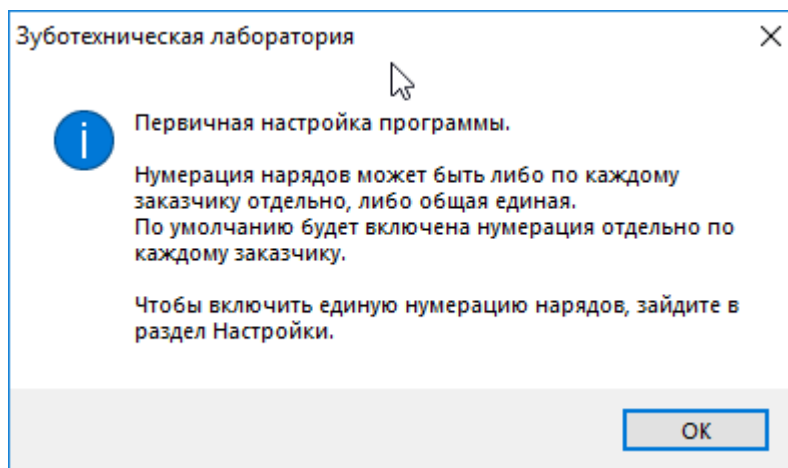 Зуботехническая лаборатория
Первичная настройка программы.
Нумерация нарядов может быть либо по каждому
заказчику отдельно, либо общая единая.
По умолчанию будет включена нумерация отдельно по
каждому заказчику.
Чтобы включить единую нумерацию нарядов, зайдите в
раздел Настройки.
ОК